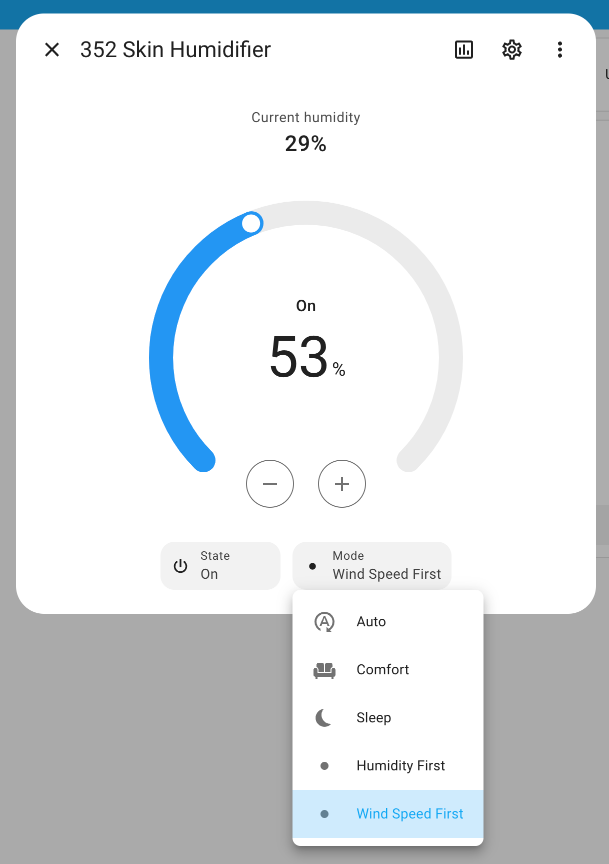 352 Skin Humidifier
Current humidity
29%
On
53 %
State
On
Mode
Wind Speed First
Auto
Comfort
Sleep
Humidity First
Wind Speed First